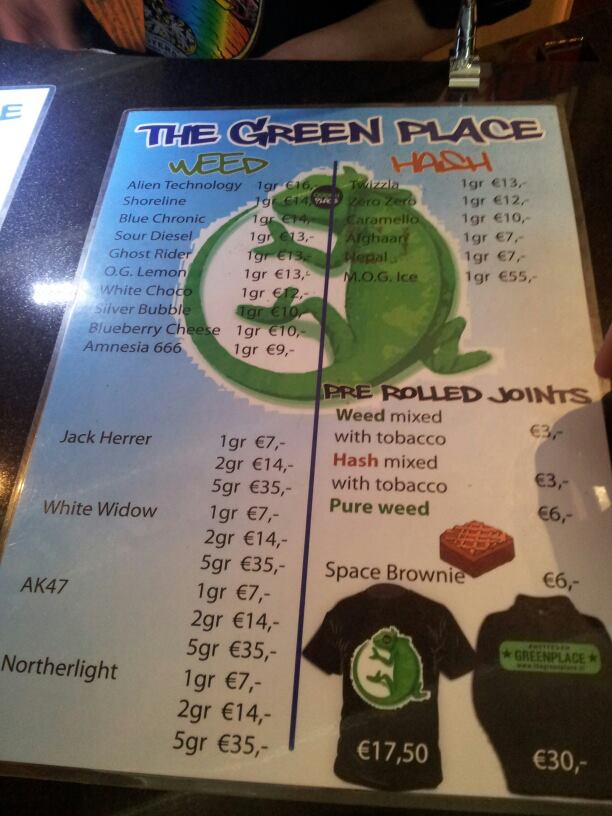 E
THE GREEN PLACE
WEED
Alien Technology 1gr €16,-
Shoreline 1gr €14,-
Blue Chronic 1gr €14,-
Sour Diesel 1gr €13,-
Ghost Rider 1gr €13,-
O.G. Lemon 1gr €13,-
White Choco 1gr €12,-
Silver Bubble 1gr €10,-
Blueberry Cheese 1gr €10,-
Amnesia 666 1gr €9,-
Jack Herrer 1gr €7,-
2gr €14,-
5gr €35,-
White Widow 1gr €7,-
2gr €14,-
5gr €35,-
AK47 1gr €7,-
2gr €14,-
5gr €35,-
Northerlight 1gr €7,-
2gr €14,-
5gr €35,-
HASH
Twizzla 1gr €13,-
Zero Zero 1gr €12,-
Caramello 1gr €10,-
Afghaan 1gr €7,-
Nepal 1gr €7,-
M.O.G. Ice 1gr €55,-
PRE ROLLED JOINTS
Weed mixed
with tobacco €3,-
Hash mixed
with tobacco €3,-
Pure weed €6,-
Space Brownie €6,-
€17,50
GREENPLACE
www.thegreenplace.nl
€30,-